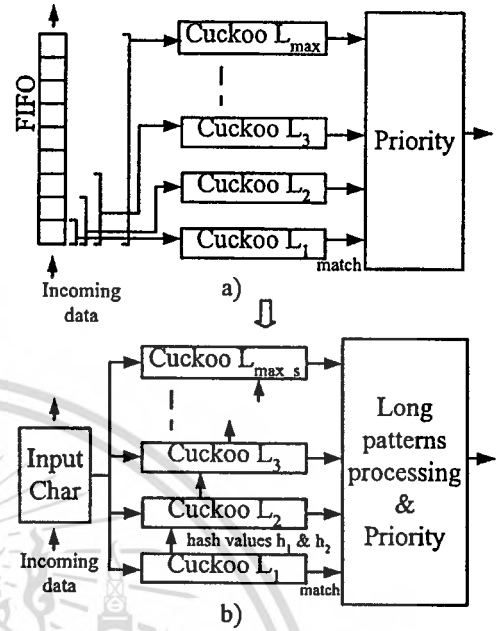 FIFO
Cuckoo L_max
Cuckoo L_3
Cuckoo L_2
Cuckoo L_1
match
Priority
Incoming
data
a)
Input
Char
Incoming
data
Cuckoo L_max_s
Cuckoo L_3
Cuckoo L_2
hash values h_1 & h_2
Cuckoo L_1
match
Long
patterns
processing
&
Priority
b)